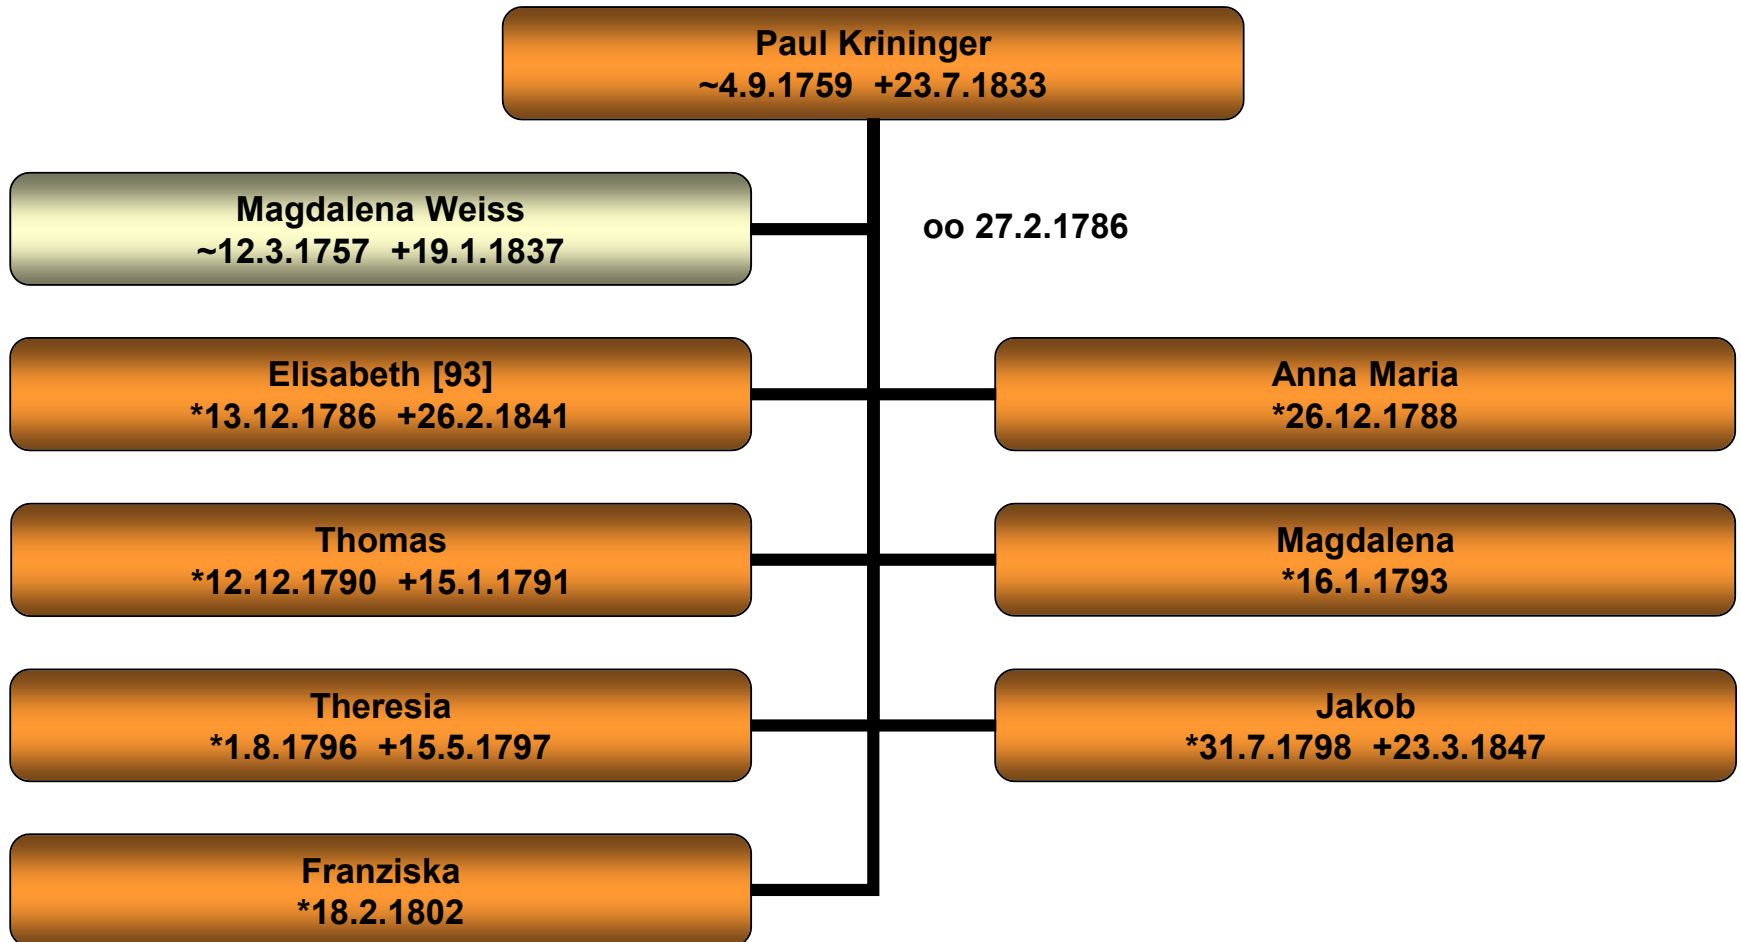 Paul Krininger
~4.9.1759  +23.7.1833
Magdalena Weiss
~12.3.1757  +19.1.1837
oo 27.2.1786
Elisabeth [93]
*13.12.1786  +26.2.1841
Anna Maria
*26.12.1788
Thomas
*12.12.1790  +15.1.1791
Magdalena
*16.1.1793
Theresia
*1.8.1796  +15.5.1797
Jakob
*31.7.1798  +23.3.1847
Franziska
*18.2.1802